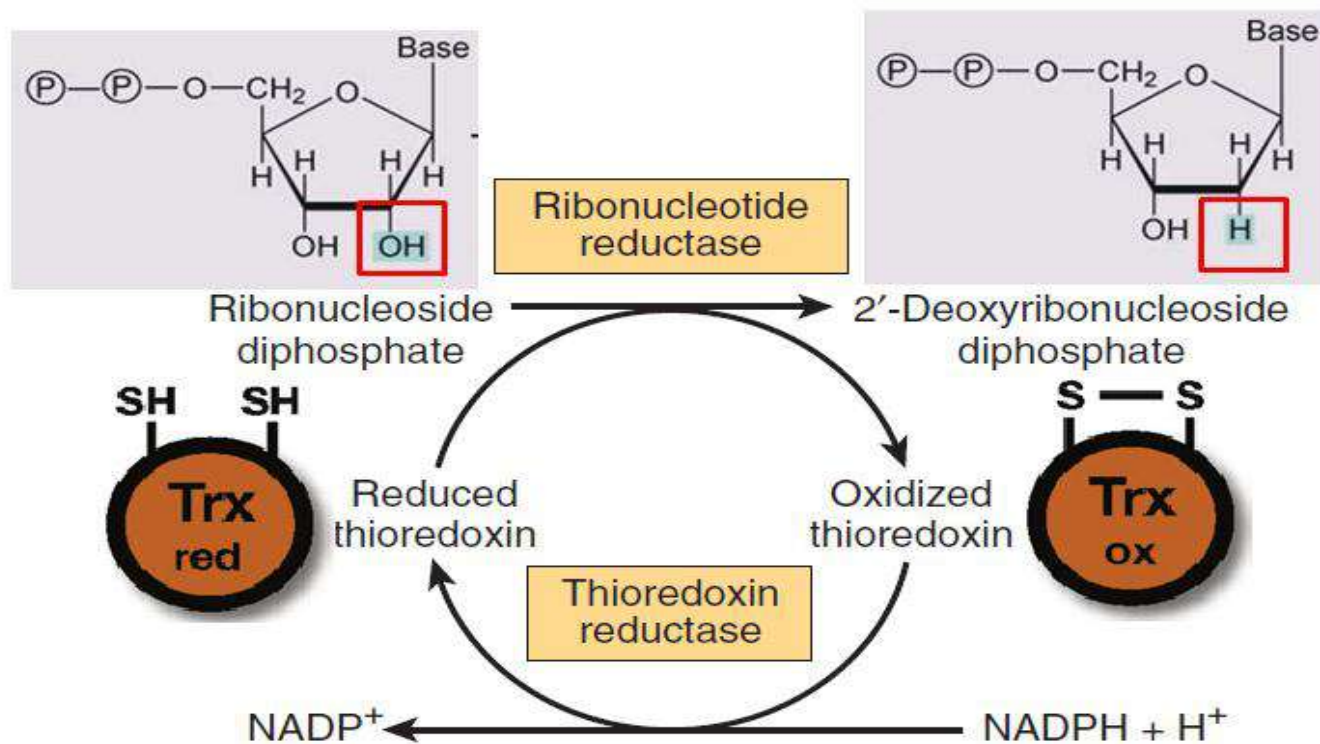 Base
P—P—O—CH₂
O
H
H
H
H
OH
OH
Base
P—P—O—CH₂
O
H
H
H
H
OH
H
Ribonucleotide
reductase
Ribonucleoside
diphosphate
2′-Deoxyribonucleoside
diphosphate
SH SH
Trx
red
Reduced
thioredoxin
Oxidized
thioredoxin
S — S
Trx
ox
Thioredoxin
reductase
NADP⁺
NADPH + H⁺